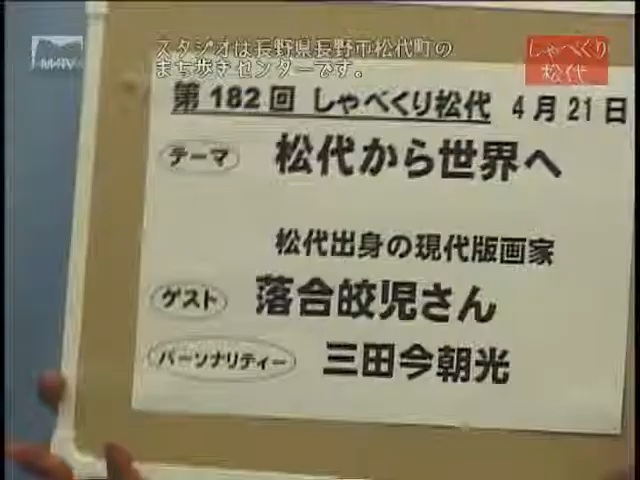 スタジオは長野県長野市松代町の
まち歩きセンターです。
しゃべくり
松代
第182回 しゃべくり松代 4月21日
テーマ 松代から世界へ
松代出身の現代版画家
ゲスト 落合皎児さん
パーソナリティー 三田今朝光